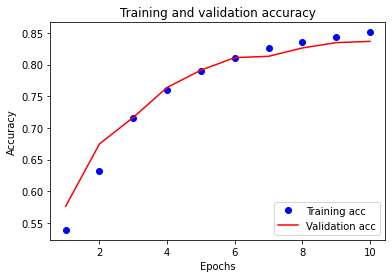 Training and validation accuracy
Accuracy
0.85
0.80
0.75
0.70
0.65
0.60
0.55
Training acc
Validation acc
2 4 6 8 10
Epochs